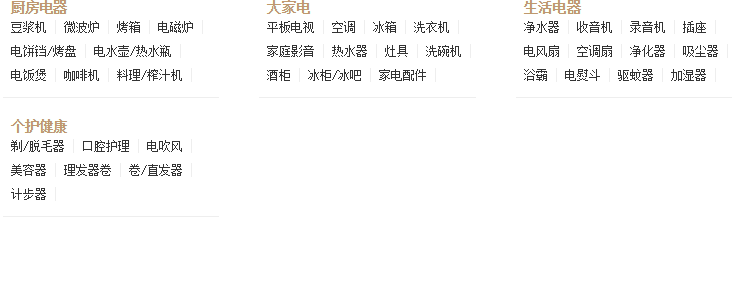 厨房电器
豆浆机 微波炉 烤箱 电磁炉
电饼铛/烤盘 电水壶/热水瓶
电饭煲 咖啡机 料理/榨汁机
大家电
平板电视 空调 冰箱 洗衣机
家庭影音 热水器 灶具 洗碗机
酒柜 冰柜/冰吧 家电配件
生活电器
净水器 收音机 录音机 插座
电风扇 空调扇 净化器 吸尘器
浴霸 电熨斗 驱蚊器 加湿器
个护健康
剃/脱毛器 口腔护理 电吹风
美容器 理发器卷 卷/直发器
计步器